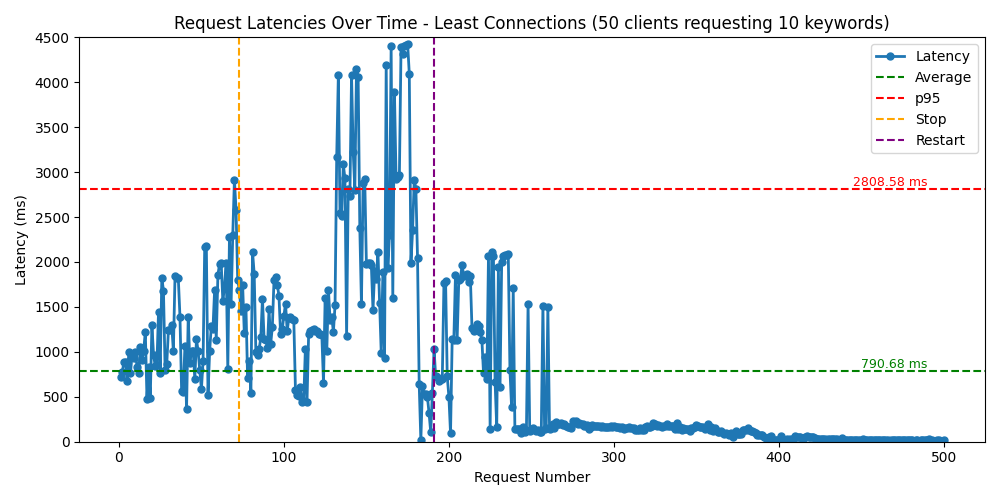 Request Latencies Over Time - Least Connections (50 clients requesting 10 keywords)
Latency
Average
p95
Stop
Restart
2808.58 ms
790.68 ms
Latency (ms)
4500
4000
3500
3000
2500
2000
1500
1000
500
0
0 100 200 300 400 500
Request Number